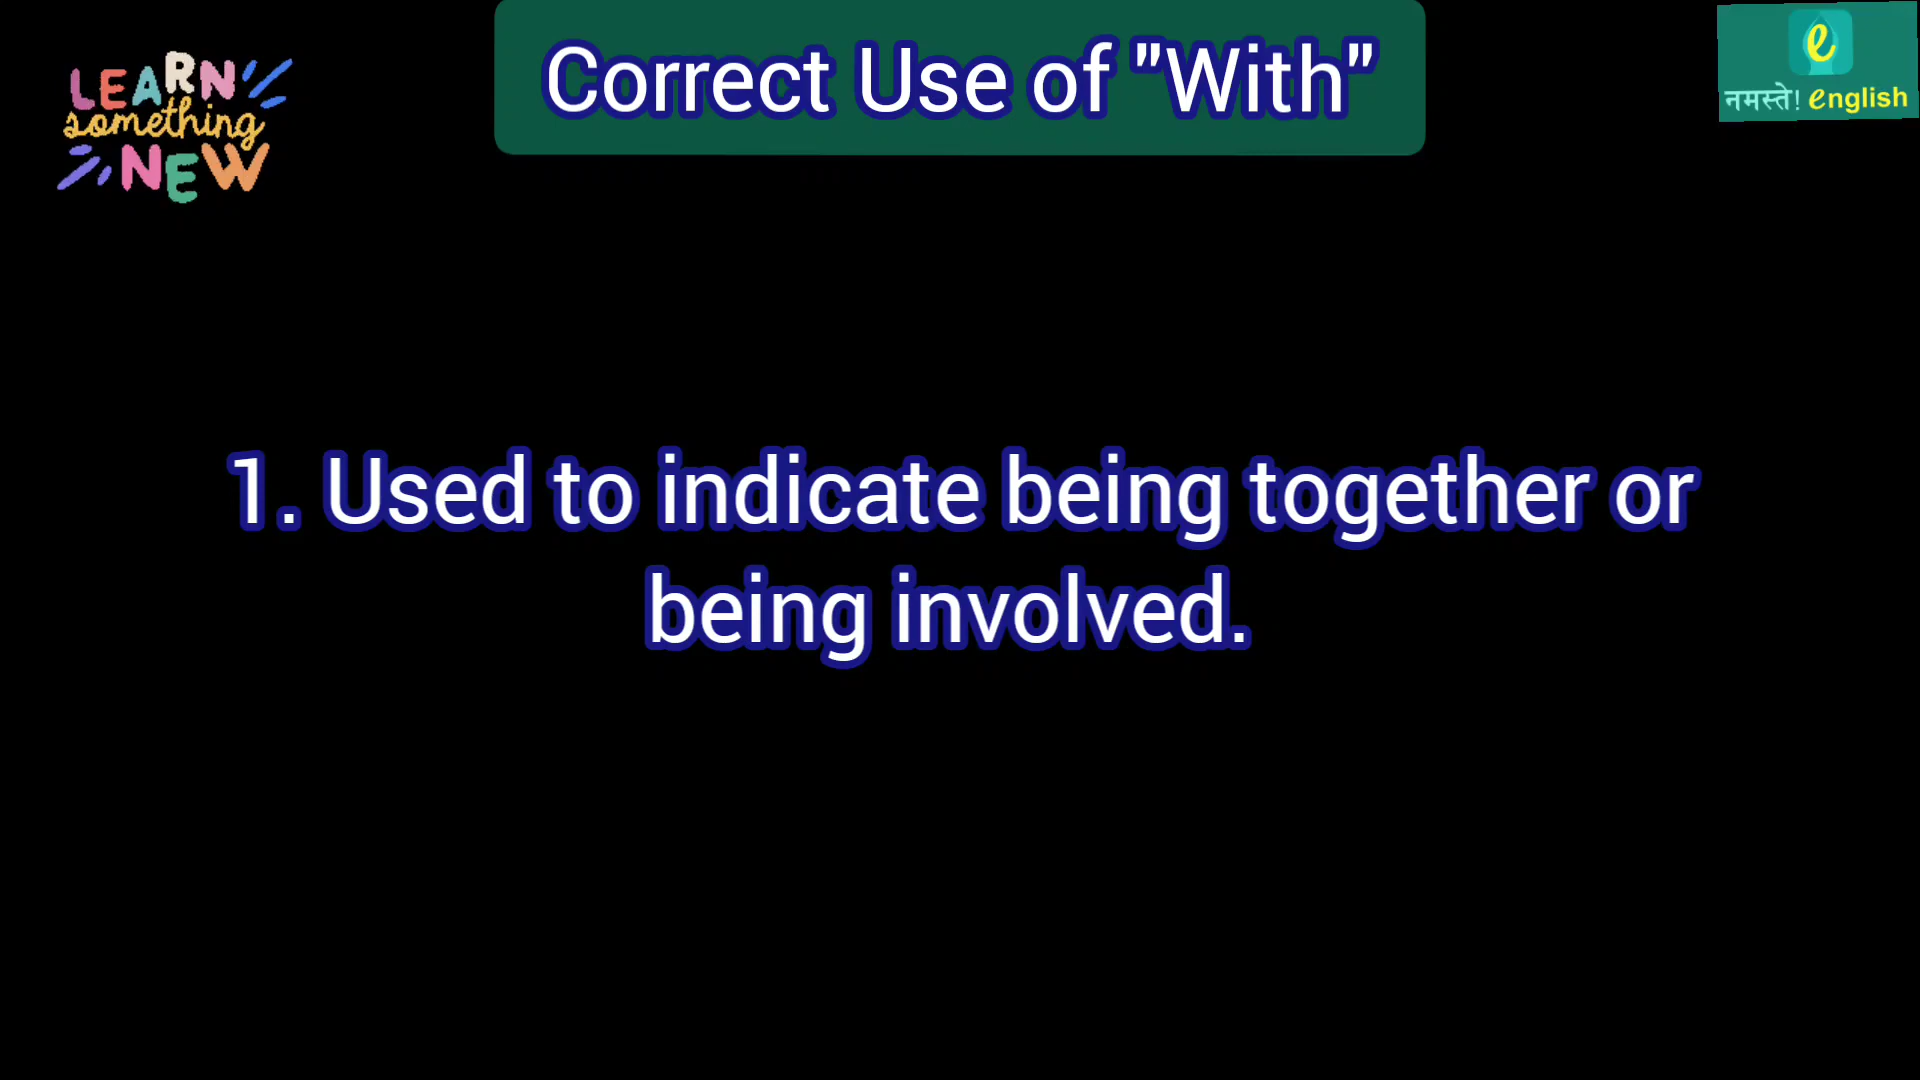 LEARN
something
NEW
Correct Use of "With"
e
नमस्ते! english
1. Used to indicate being together or
being involved.